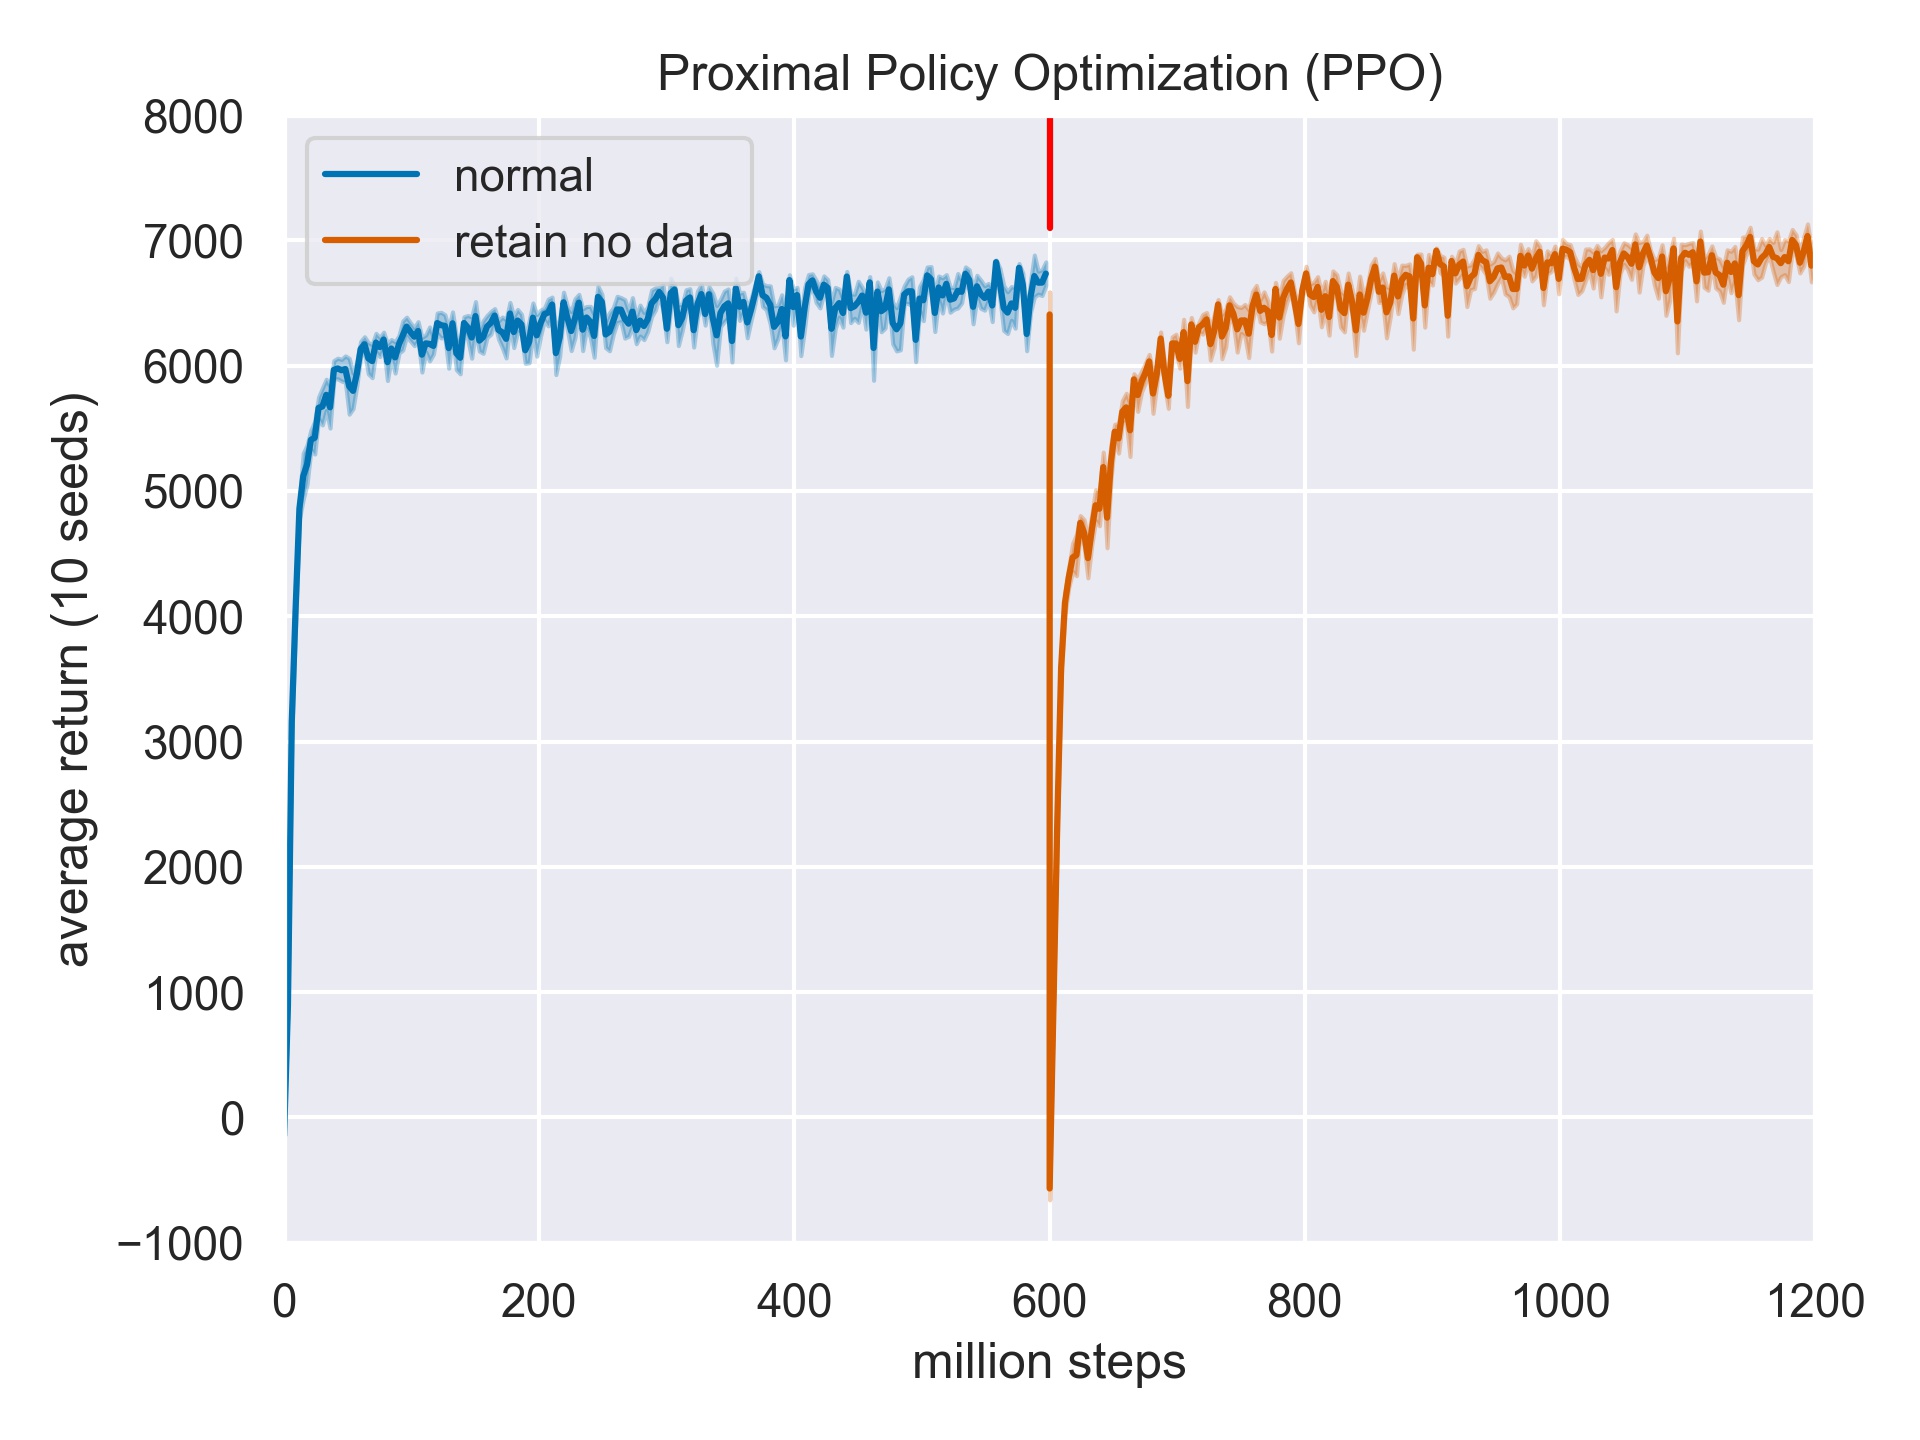 Proximal Policy Optimization (PPO)
8000
7000
6000
5000
4000
3000
2000
1000
0
−1000
average return (10 seeds)
normal
retain no data
0 200 400 600 800 1000 1200
million steps